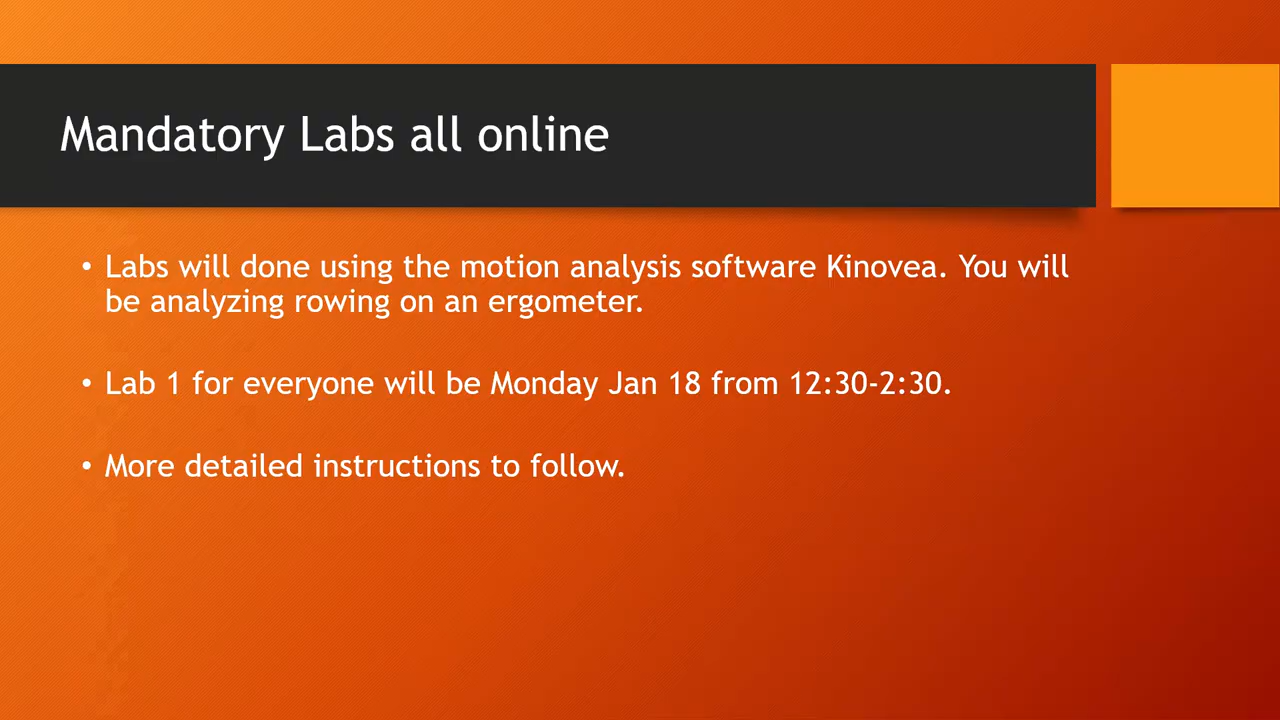 Mandatory Labs all online
• Labs will done using the motion analysis software Kinovea. You will
be analyzing rowing on an ergometer.
• Lab 1 for everyone will be Monday Jan 18 from 12:30-2:30.
• More detailed instructions to follow.